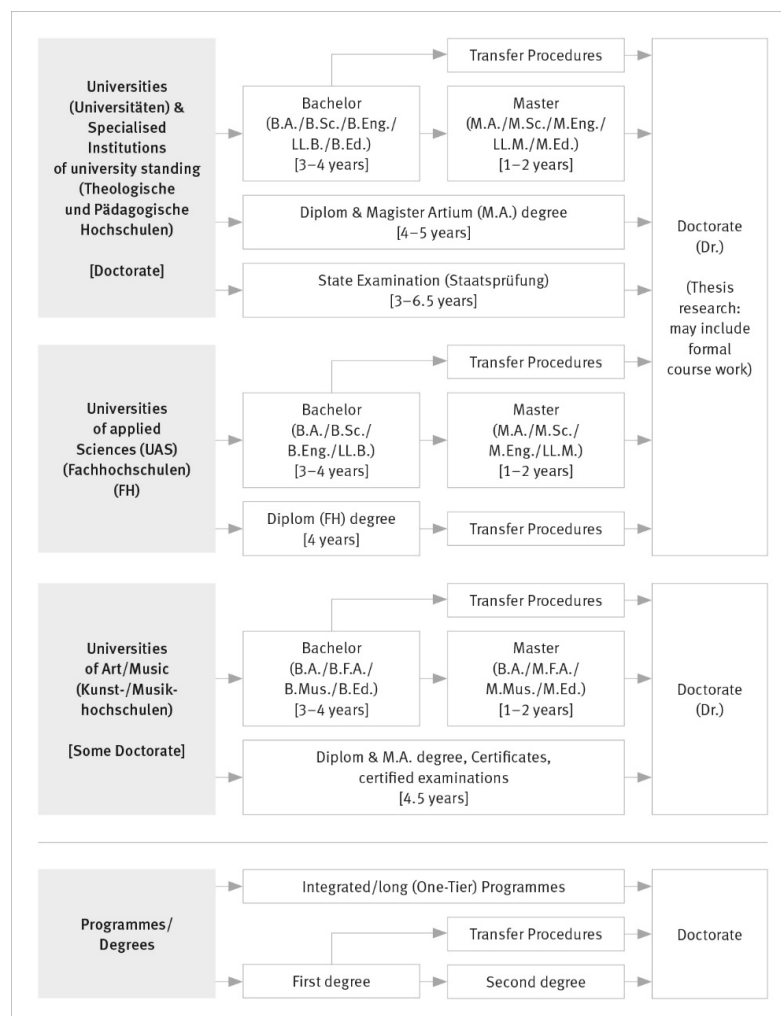 Transfer Procedures
Universities
(Universitäten) &
Specialised
Institutions
of university standing
(Theologische
und Pädagogische
Hochschulen)
[Doctorate]
Bachelor
(B.A./B.Sc./B.Eng./
LL.B./B.Ed.)
[3–4 years]
Master
(M.A./M.Sc./M.Eng./
LL.M./M.Ed.)
[1–2 years]
Diplom & Magister Artium (M.A.) degree
[4–5 years]
State Examination (Staatsprüfung)
[3–6.5 years]
Doctorate
(Dr.)
(Thesis
research:
may include
formal
course work)
Transfer Procedures
Universities
of applied
Sciences (UAS)
(Fachhochschulen)
(FH)
Bachelor
(B.A./B.Sc./
B.Eng./LL.B.)
[3–4 years]
Master
(M.A./M.Sc./
M.Eng./LL.M.)
[1–2 years]
Diplom (FH) degree
[4 years]
Transfer Procedures
Transfer Procedures
Universities
of Art/Music
(Kunst-/Musik-
hochschulen)
[Some Doctorate]
Bachelor
(B.A./B.F.A./
B.Mus./B.Ed.)
[3–4 years]
Master
(B.A./M.F.A./
M.Mus./M.Ed.)
[1–2 years]
Diplom & M.A. degree, Certificates,
certified examinations
[4.5 years]
Doctorate
(Dr.)
Programmes/
Degrees
Integrated/long (One-Tier) Programmes
Transfer Procedures
First degree
Second degree
Doctorate